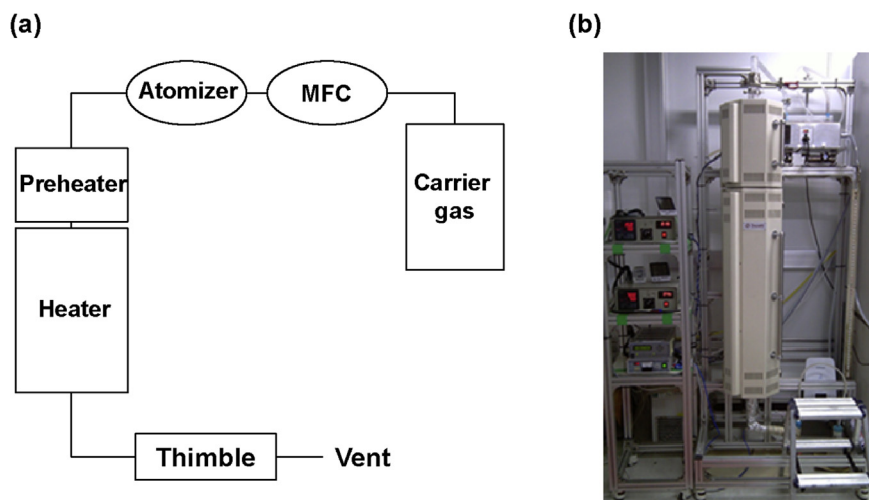 (a)
(b)
Atomizer
MFC
Preheater
Carrier
gas
Heater
Thimble
Vent